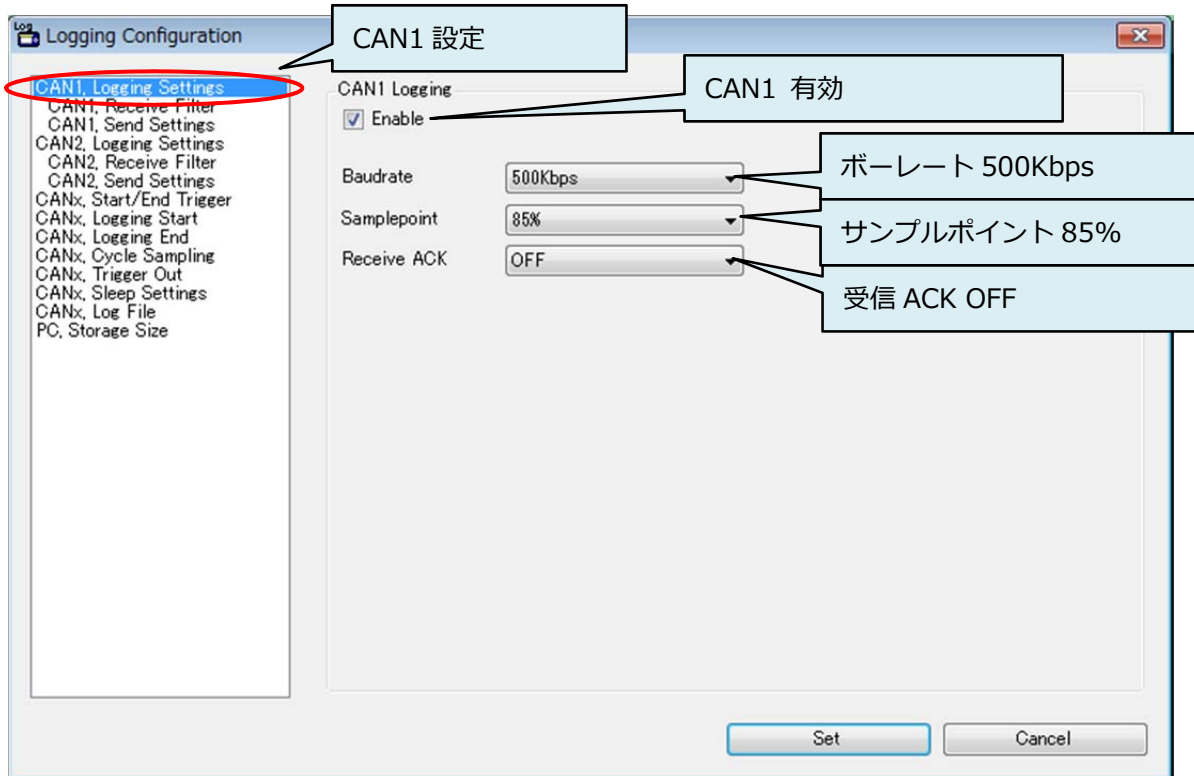 Log
Logging Configuration
CAN1 設定
CAN1, Logging Settings
CAN1, Receive Filter
CAN1, Send Settings
CAN2, Logging Settings
CAN2, Receive Filter
CAN2, Send Settings
CANx, Start/End Trigger
CANx, Logging Start
CANx, Logging End
CANx, Cycle Sampling
CANx, Trigger Out
CANx, Sleep Settings
CANx, Log File
PC, Storage Size
CAN1 Logging
CAN1 有効
Enable
Baudrate
500Kbps
ボーレート 500Kbps
Samplepoint
85%
サンプルポイント 85%
Receive ACK
OFF
受信 ACK OFF
Set
Cancel